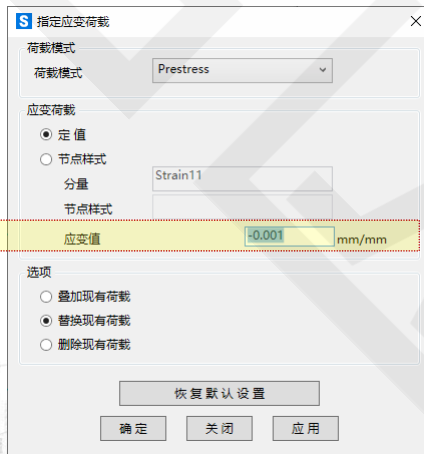 S 指定应变荷载
荷载模式
荷载模式 Prestress
应变荷载
定值
节点样式
分量 Strain11
节点样式
应变值 -0.001 mm/mm
选项
叠加现有荷载
替换现有荷载
删除现有荷载
恢复默认设置
确定 关闭 应用